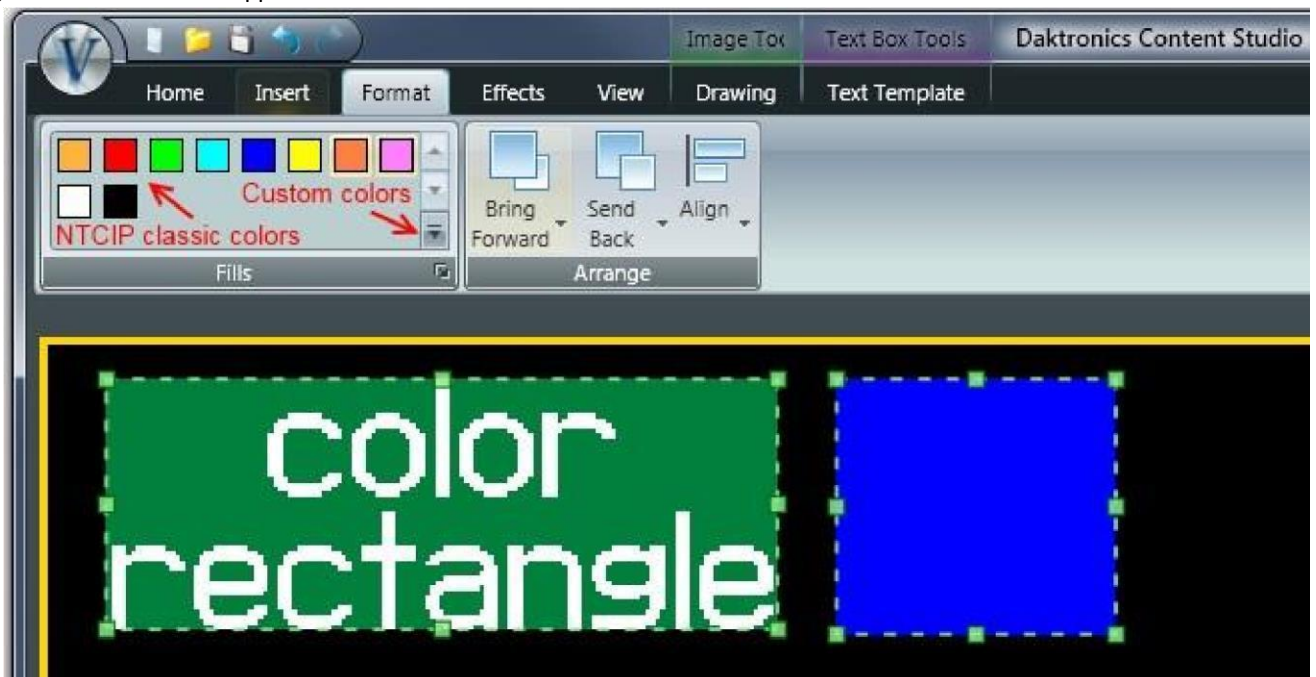 V
Image Too Text Box Tools Daktronics Content Studio
Home Insert Format Effects View Drawing Text Template
Custom colors
NTCIP classic colors
Bring Forward
Send Back
Align
Fills
Arrange
color
rectangle